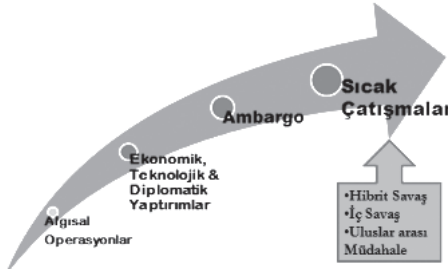 Sıcak
Çatışmalar
Ambargo
Ekonomik,
Teknolojik &
Diplomatik
Yaptırımlar
Algısal
Operasyonlar
•Hibrit Savaş
•İç Savaş
•Uluslar arası
Müdahale